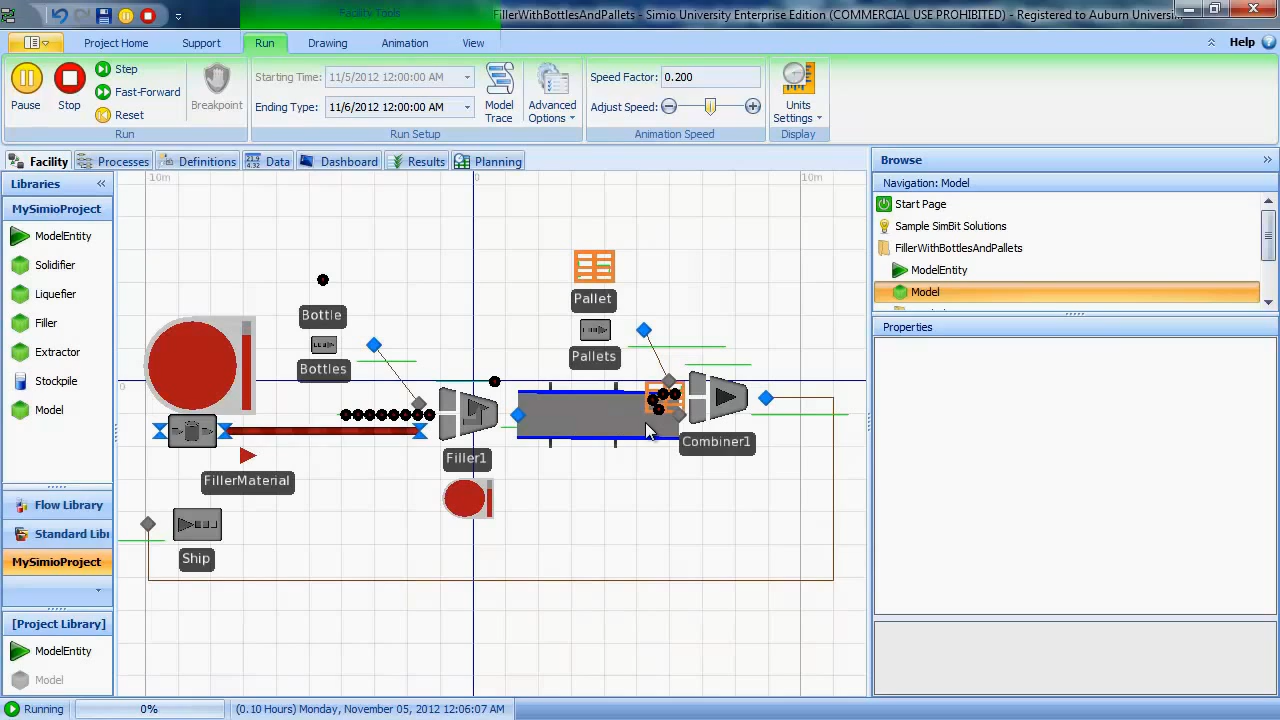 Facility Tools
FillerWithBottlesAndPallets - Simio University Enterprise Edition (COMMERCIAL USE PROHIBITED) - Registered to Auburn Universi...
Project Home
Support
Run
Drawing
Animation
View
Help
Pause
Stop
Step
Fast-Forward
Reset
Breakpoint
Run
Starting Time: 11/5/2012 12:00:00 AM
Ending Type: 11/6/2012 12:00:00 AM
Model
Trace
Advanced
Options
Run Setup
Speed Factor: 0.200
Adjust Speed:
Animation Speed
Units
Settings
Display
Facility
Processes
Definitions
Data
Dashboard
Results
Planning
Libraries
MySimioProject
ModelEntity
Solidifier
Liquefier
Filler
Extractor
Stockpile
Model
Flow Library
Standard Libr
MySimioProject
[Project Library]
ModelEntity
Model
10m
0
10m
0
Bottle
Bottles
Pallet
Pallets
Filler1
Combiner1
FillerMaterial
Ship
Browse
Navigation: Model
Start Page
Sample SimBit Solutions
FillerWithBottlesAndPallets
ModelEntity
Model
Properties
Running
0%
(0.10 Hours) Monday, November 05, 2012 12:06:07 AM